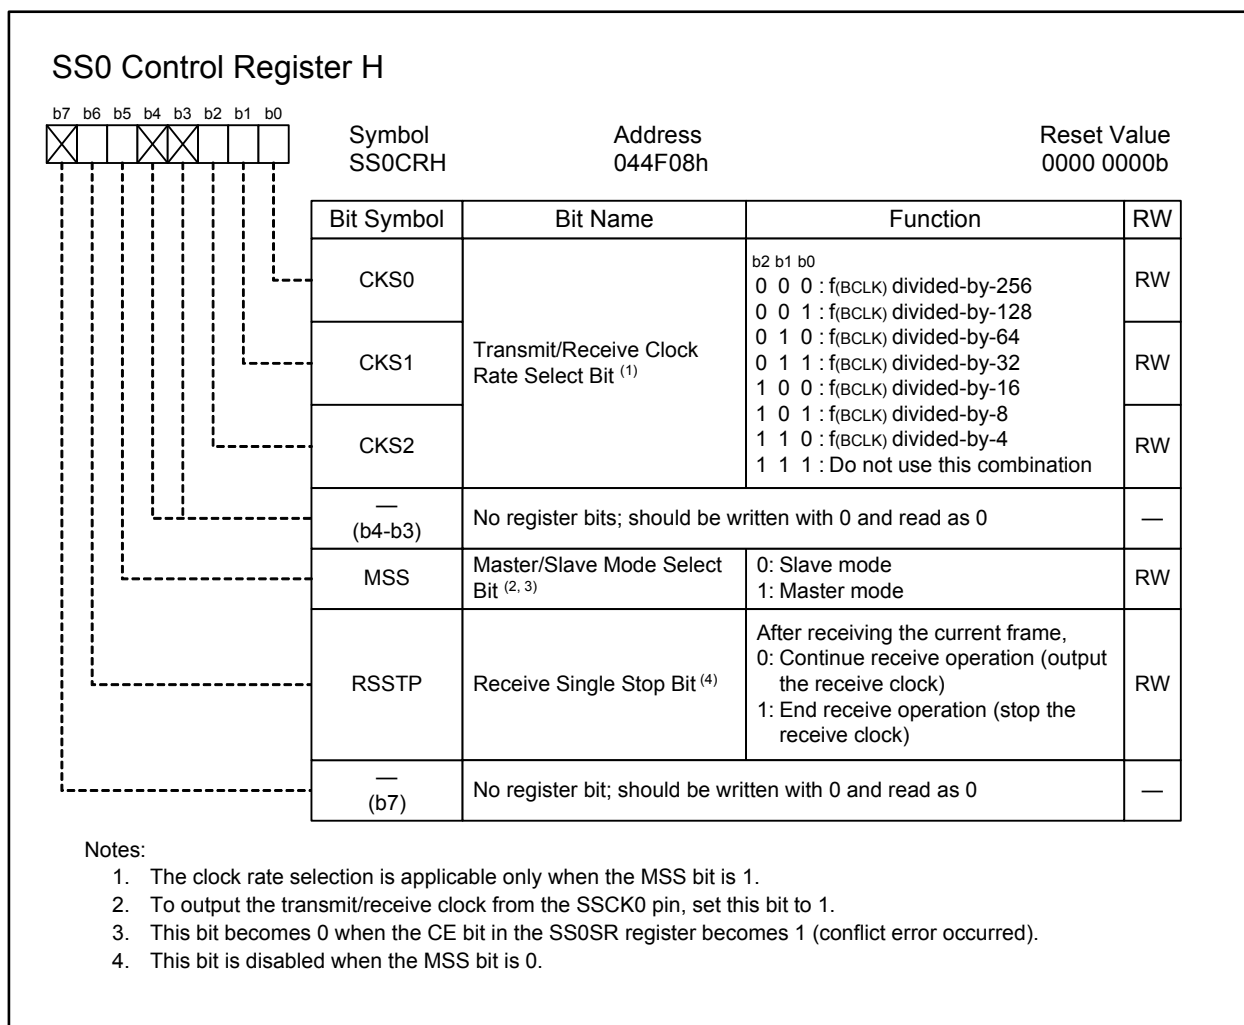 SS0 Control Register H
b7 b6 b5 b4 b3 b2 b1 b0
Symbol Address Reset Value
SS0CRH 044F08h 0000 0000b
Bit Symbol Bit Name Function RW
CKS0 RW
CKS1 RW
CKS2 RW
Transmit/Receive Clock
Rate Select Bit (1)
b2 b1 b0
0 0 0 : f(BCLK) divided-by-256
0 0 1 : f(BCLK) divided-by-128
0 1 0 : f(BCLK) divided-by-64
0 1 1 : f(BCLK) divided-by-32
1 0 0 : f(BCLK) divided-by-16
1 0 1 : f(BCLK) divided-by-8
1 1 0 : f(BCLK) divided-by-4
1 1 1 : Do not use this combination
—
(b4-b3)
No register bits; should be written with 0 and read as 0 —
MSS
Master/Slave Mode Select
Bit (2, 3)
0: Slave mode
1: Master mode
RW
RSSTP
Receive Single Stop Bit (4)
After receiving the current frame,
0: Continue receive operation (output
the receive clock)
1: End receive operation (stop the
receive clock)
RW
—
(b7)
No register bit; should be written with 0 and read as 0 —
Notes:
1. The clock rate selection is applicable only when the MSS bit is 1.
2. To output the transmit/receive clock from the SSCK0 pin, set this bit to 1.
3. This bit becomes 0 when the CE bit in the SS0SR register becomes 1 (conflict error occurred).
4. This bit is disabled when the MSS bit is 0.